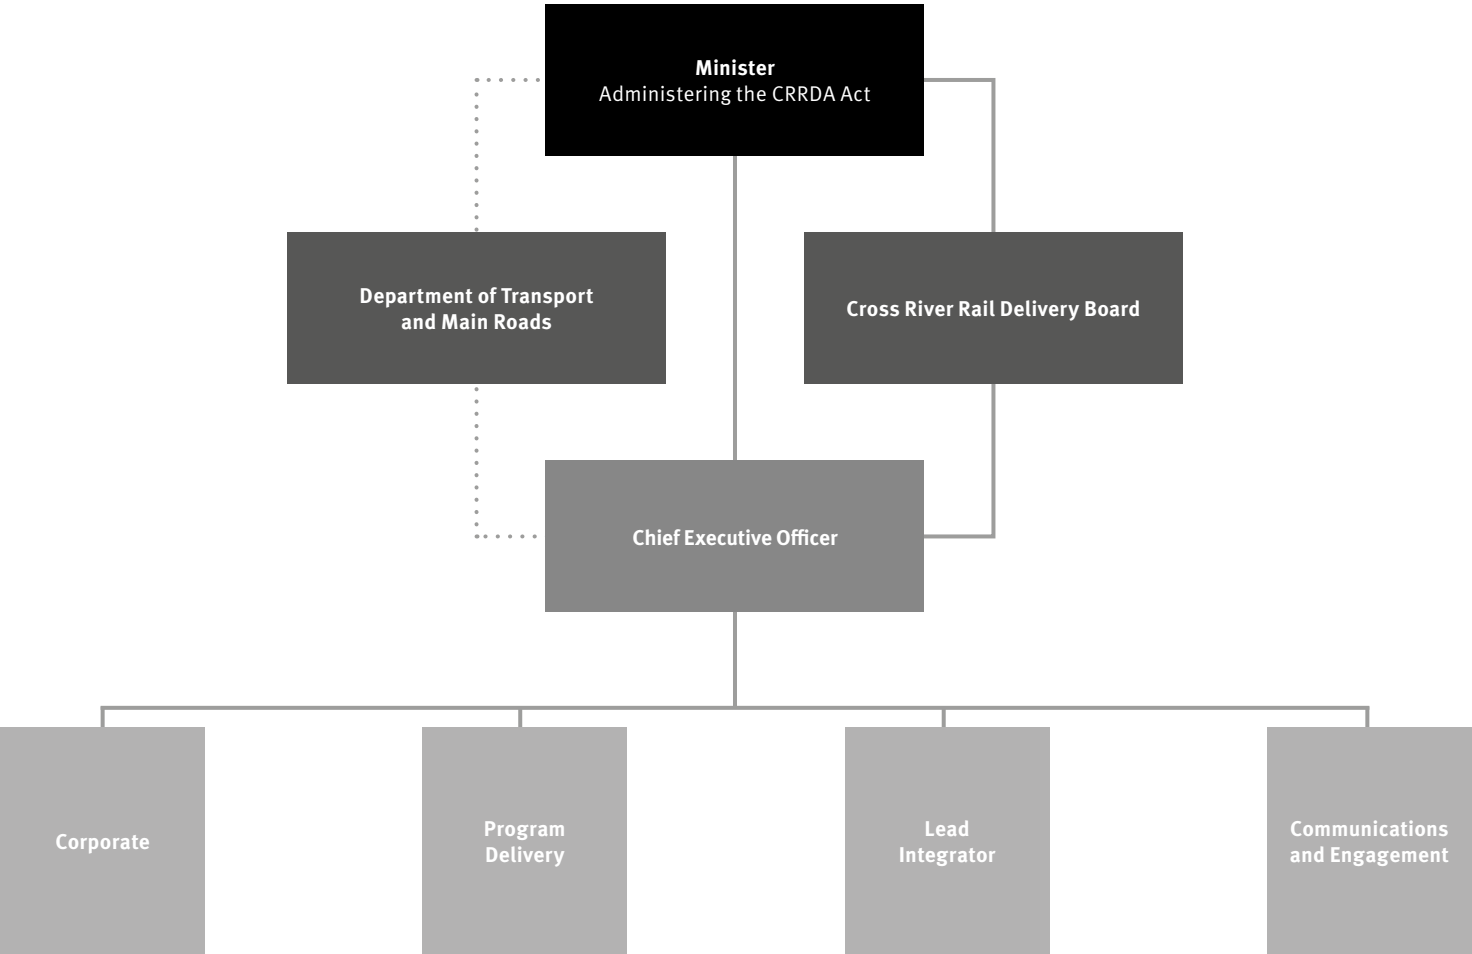 Minister
Administering the CRRDA Act
Department of Transport
and Main Roads
Cross River Rail Delivery Board
Chief Executive Officer
Corporate
Program
Delivery
Lead
Integrator
Communications
and Engagement